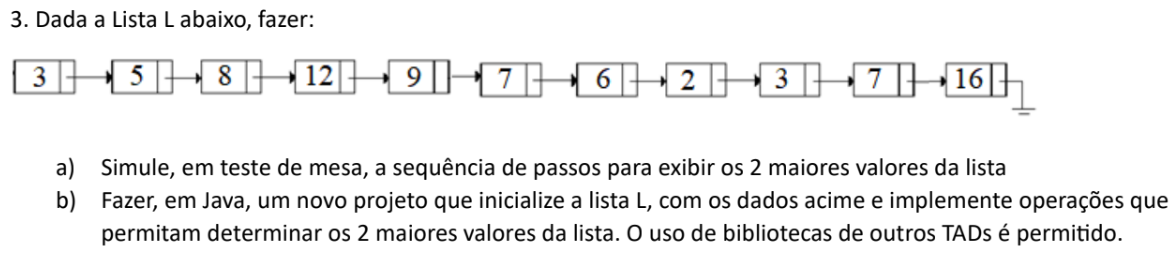 3. Dada a Lista L abaixo, fazer:
3 5 8 12 9 7 6 2 3 7 16
a) Simule, em teste de mesa, a sequência de passos para exibir os 2 maiores valores da lista
b) Fazer, em Java, um novo projeto que inicialize a lista L, com os dados acime e implemente operações que
permitam determinar os 2 maiores valores da lista. O uso de bibliotecas de outros TADs é permitido.